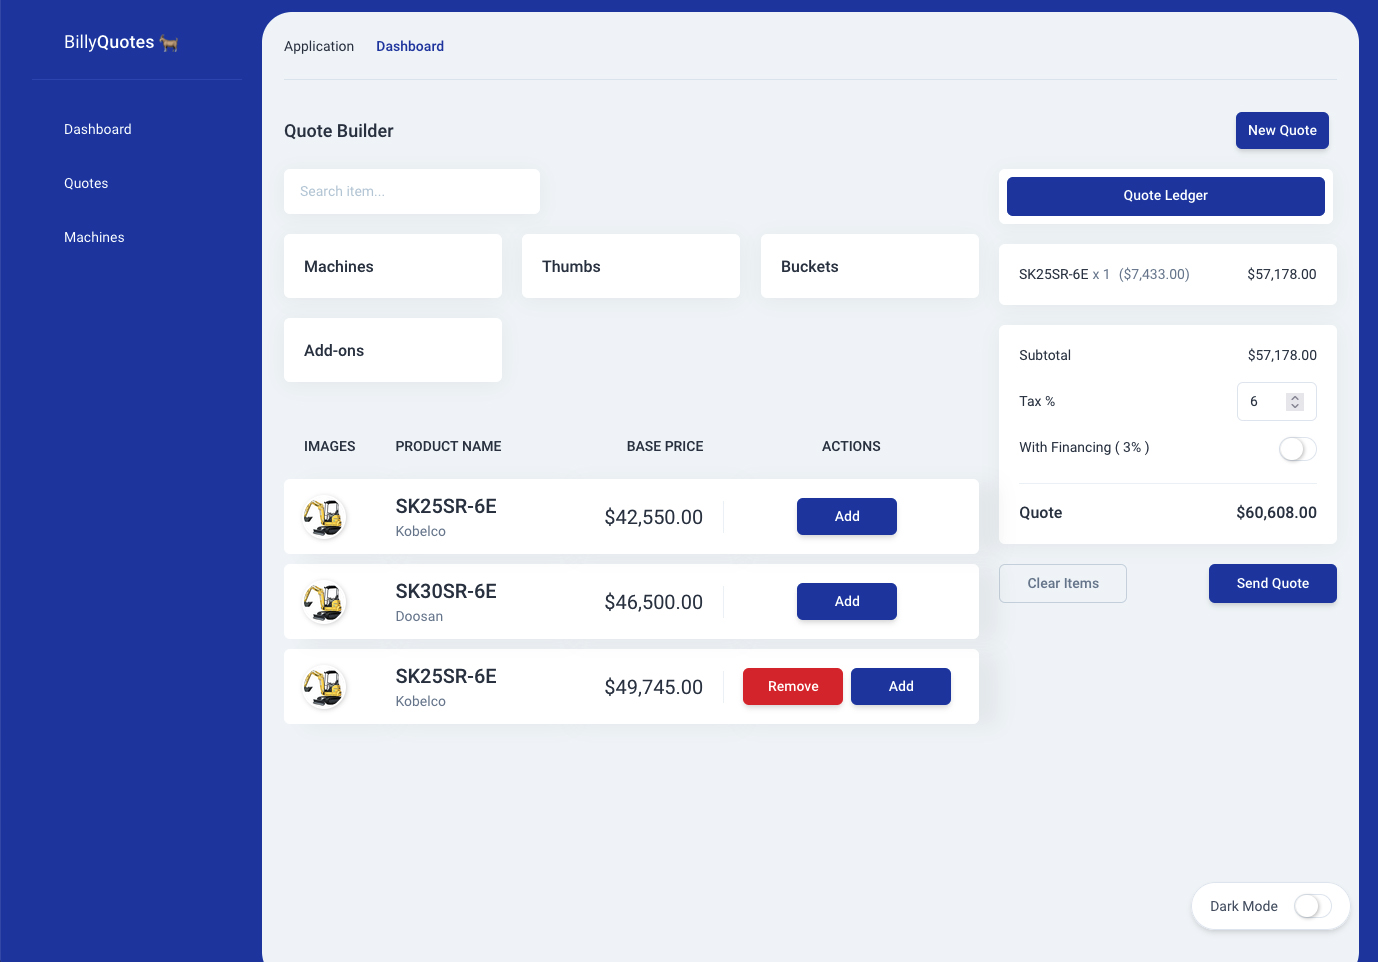 BillyQuotes
Application Dashboard
Dashboard
Quotes
Machines
Quote Builder
New Quote
Search item...
Quote Ledger
Machines
Thumbs
Buckets
Add-ons
SK25SR-6E x 1 ($7,433.00) $57,178.00
Subtotal $57,178.00
Tax % 6
With Financing ( 3% )
Quote $60,608.00
Clear Items
Send Quote
IMAGES PRODUCT NAME BASE PRICE ACTIONS
SK25SR-6E
Kobelco
$42,550.00
Add
SK30SR-6E
Doosan
$46,500.00
Add
SK25SR-6E
Kobelco
$49,745.00
Remove
Add
Dark Mode